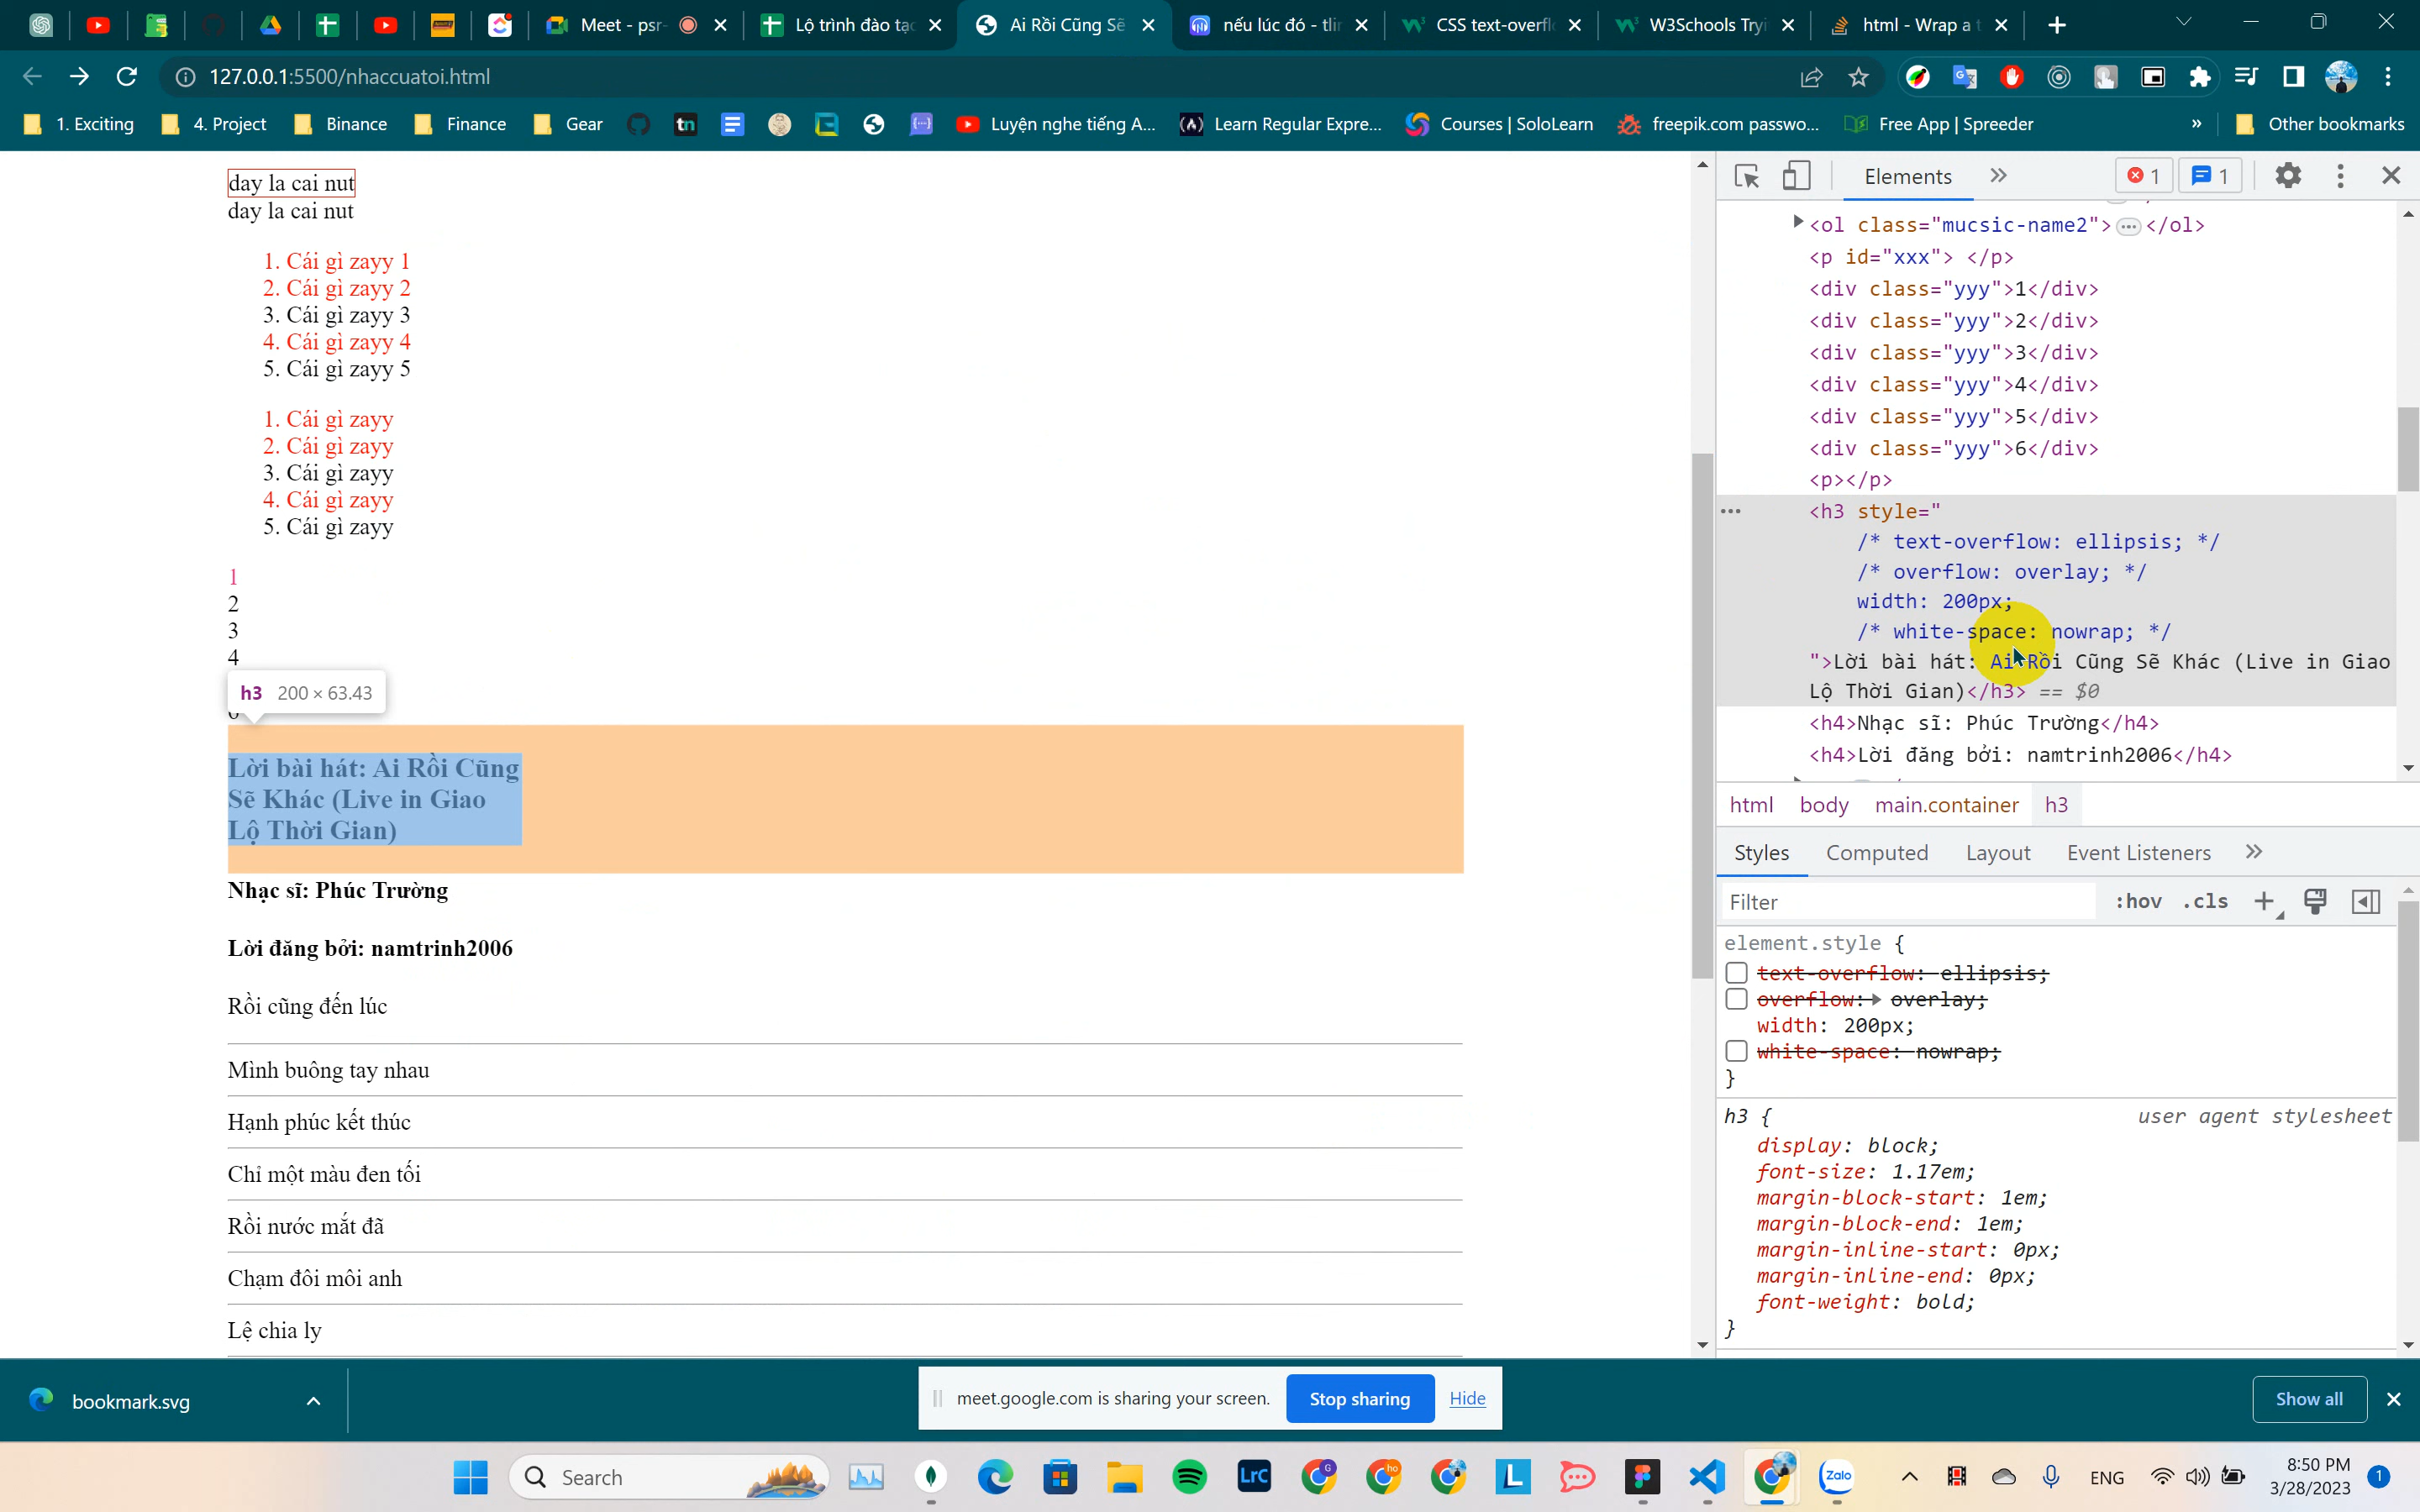 Meet - psr-
Lộ trình đào tạo
Ai Rồi Cũng Sẽ
nếu lúc đó - tlin
CSS text-overfl
W3Schools Tryi
html - Wrap a t
127.0.0.1:5500/nhaccuatoi.html
1. Exciting
4. Project
Binance
Finance
Gear
tn
Luyện nghe tiếng A...
Learn Regular Expre...
Courses | SoloLearn
freepik.com passwo...
Free App | Spreeder
»
Other bookmarks
day la cai nut
day la cai nut
1. Cái gì zayy 1
2. Cái gì zayy 2
3. Cái gì zayy 3
4. Cái gì zayy 4
5. Cái gì zayy 5
1. Cái gì zayy
2. Cái gì zayy
3. Cái gì zayy
4. Cái gì zayy
5. Cái gì zayy
1
2
3
4
h3 200 × 63.43
Lời bài hát: Ai Rồi Cũng
Sẽ Khác (Live in Giao
Lộ Thời Gian)
Nhạc sĩ: Phúc Trường
Lời đăng bởi: namtrinh2006
Rồi cũng đến lúc
Mình buông tay nhau
Hạnh phúc kết thúc
Chỉ một màu đen tối
Rồi nước mắt đã
Chạm đôi môi anh
Lệ chia ly
Elements
1
1
<ol class="mucsic-name2">…</ol>
<p id="xxx"> </p>
<div class="yyy">1</div>
<div class="yyy">2</div>
<div class="yyy">3</div>
<div class="yyy">4</div>
<div class="yyy">5</div>
<div class="yyy">6</div>
<p></p>
<h3 style="
/* text-overflow: ellipsis; */
/* overflow: overlay; */
width: 200px;
/* white-space: nowrap; */
">Lời bài hát: Ai Rồi Cũng Sẽ Khác (Live in Giao
Lộ Thời Gian)</h3> == $0
<h4>Nhạc sĩ: Phúc Trường</h4>
<h4>Lời đăng bởi: namtrinh2006</h4>
html body main.container h3
Styles Computed Layout Event Listeners »
Filter :hov .cls
element.style {
text-overflow: ellipsis;
overflow: overlay;
width: 200px;
white-space: nowrap;
}
h3 { user agent stylesheet
display: block;
font-size: 1.17em;
margin-block-start: 1em;
margin-block-end: 1em;
margin-inline-start: 0px;
margin-inline-end: 0px;
font-weight: bold;
}
bookmark.svg
meet.google.com is sharing your screen.
Stop sharing
Hide
Show all
Search
LrC
Zalo
ENG
8:50 PM
3/28/2023
1